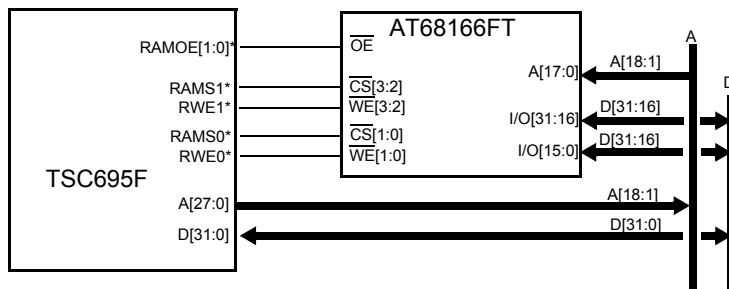 AT68166FT
A
RAMOE[1:0]*
OE
A[17:0]
A[18:1]
D
RAMS1*
CS[3:2]
RWE1*
WE[3:2]
I/O[31:16]
D[31:16]
RAMS0*
CS[1:0]
RWE0*
WE[1:0]
I/O[15:0]
D[31:16]
TSC695F
A[27:0]
A[18:1]
D[31:0]
D[31:0]